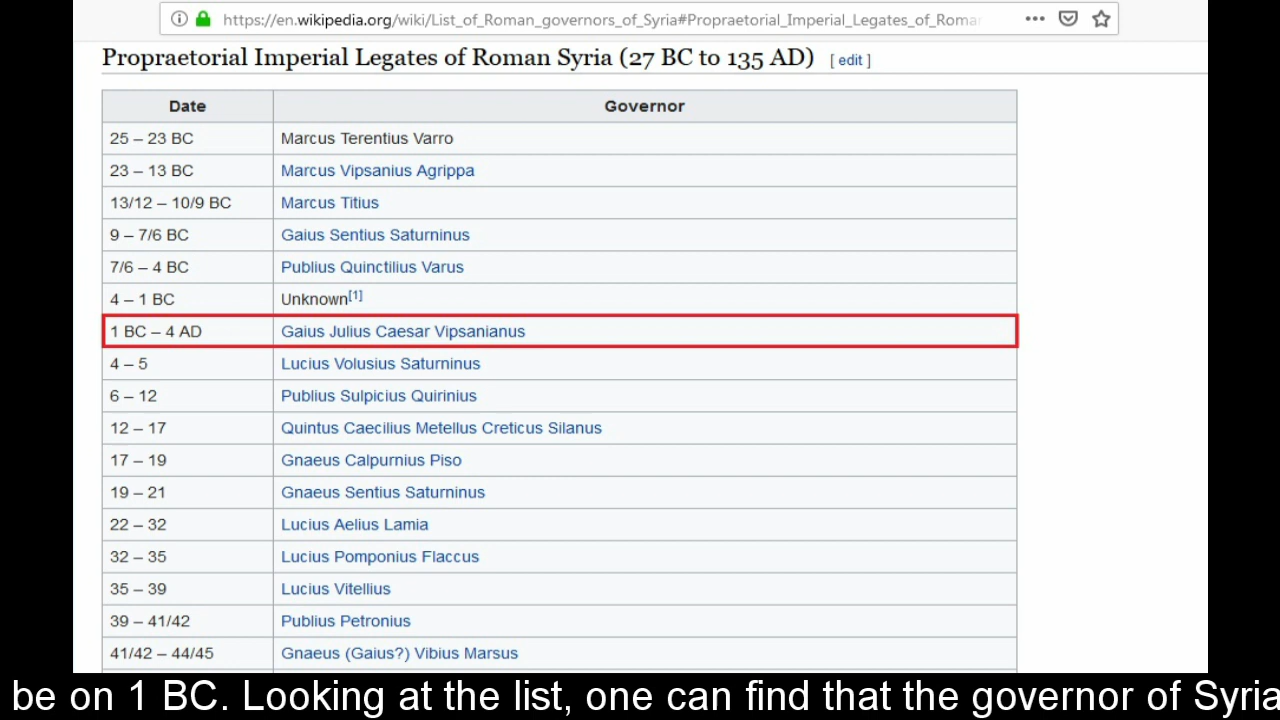 https://en.wikipedia.org/wiki/List_of_Roman_governors_of_Syria#Propraetorial_Imperial_Legates_of_Roma
Propraetorial Imperial Legates of Roman Syria (27 BC to 135 AD) [ edit ]
Date Governor
25 – 23 BC Marcus Terentius Varro
23 – 13 BC Marcus Vipsanius Agrippa
13/12 – 10/9 BC Marcus Titius
9 – 7/6 BC Gaius Sentius Saturninus
7/6 – 4 BC Publius Quinctilius Varus
4 – 1 BC Unknown[1]
1 BC – 4 AD Gaius Julius Caesar Vipsanianus
4 – 5 Lucius Volusius Saturninus
6 – 12 Publius Sulpicius Quirinius
12 – 17 Quintus Caecilius Metellus Creticus Silanus
17 – 19 Gnaeus Calpurnius Piso
19 – 21 Gnaeus Sentius Saturninus
22 – 32 Lucius Aelius Lamia
32 – 35 Lucius Pomponius Flaccus
35 – 39 Lucius Vitellius
39 – 41/42 Publius Petronius
41/42 – 44/45 Gnaeus (Gaius?) Vibius Marsus
be on 1 BC. Looking at the list, one can find that the governor of Syria